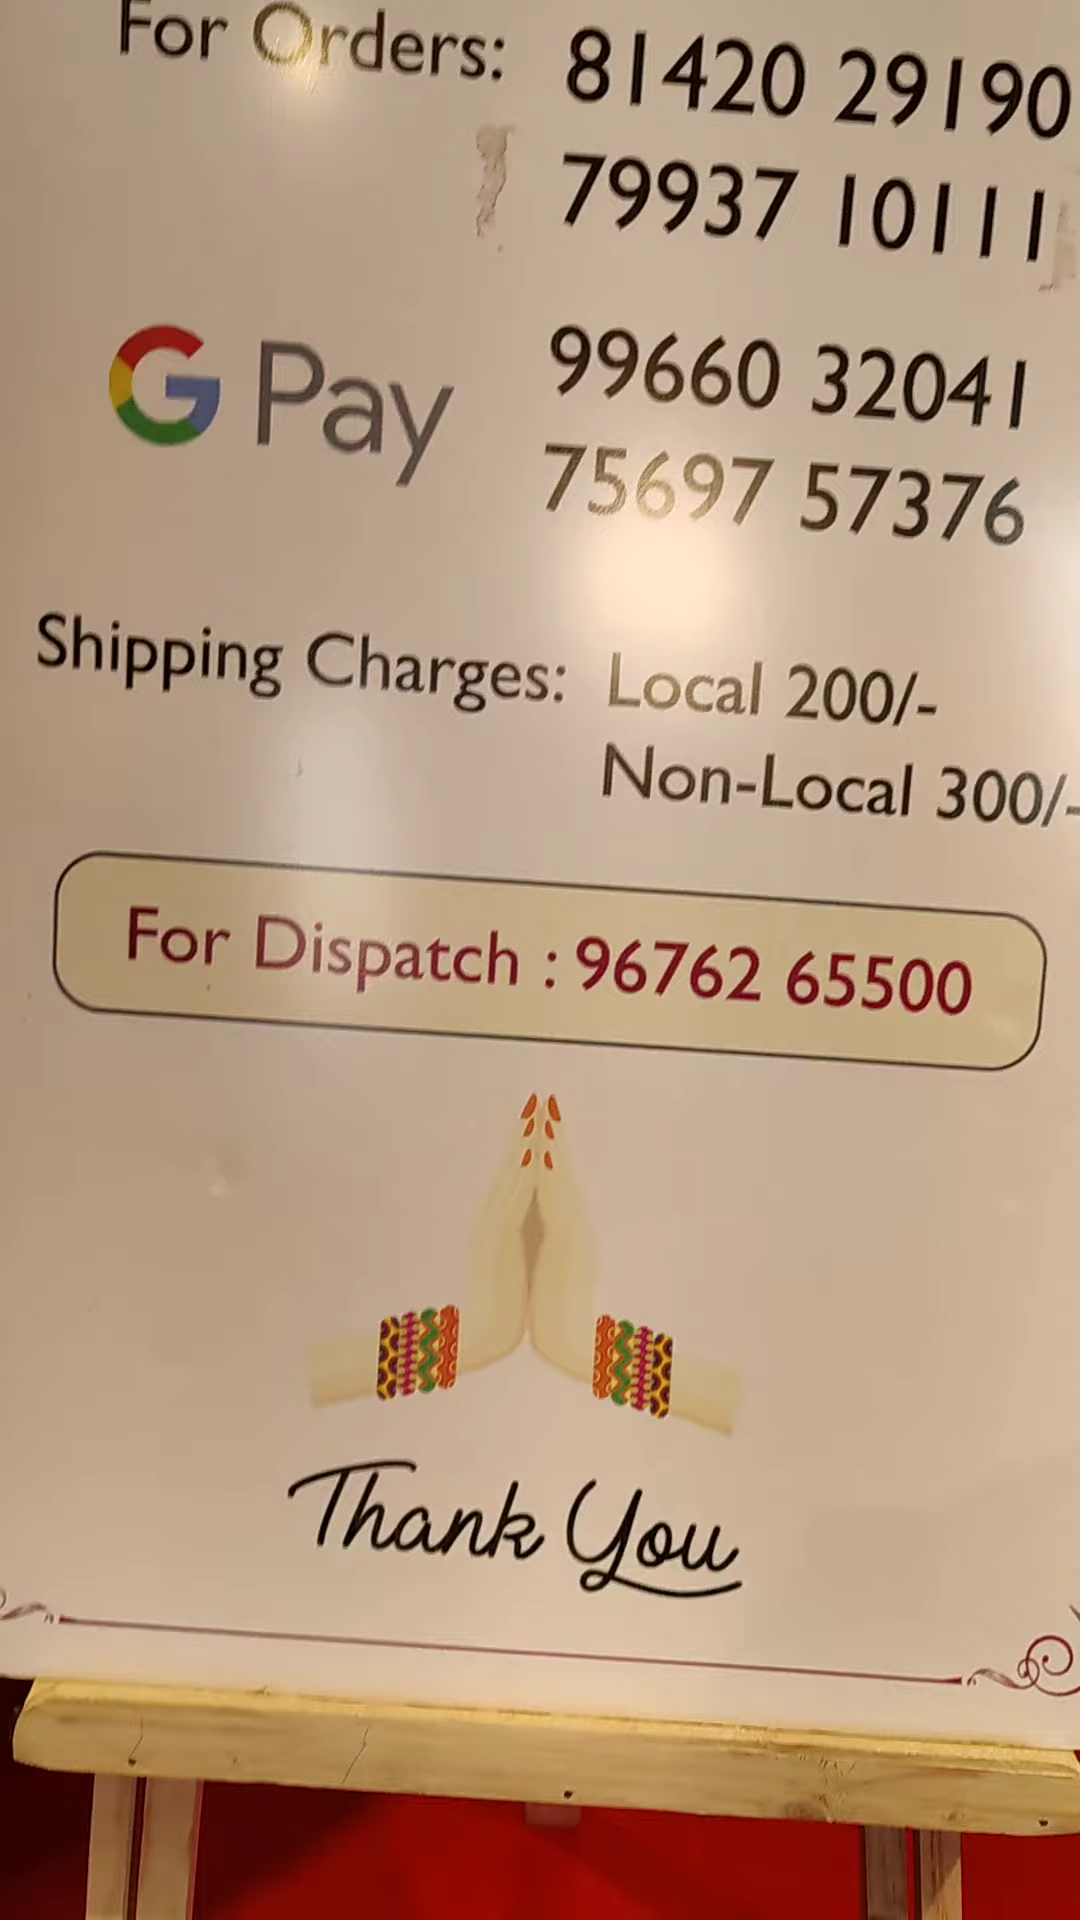 For Orders: 81420 29190
79937 10111
G Pay 99660 32041
75697 57376
Shipping Charges: Local 200/-
Non-Local 300/-
For Dispatch : 96762 65500
Thank You